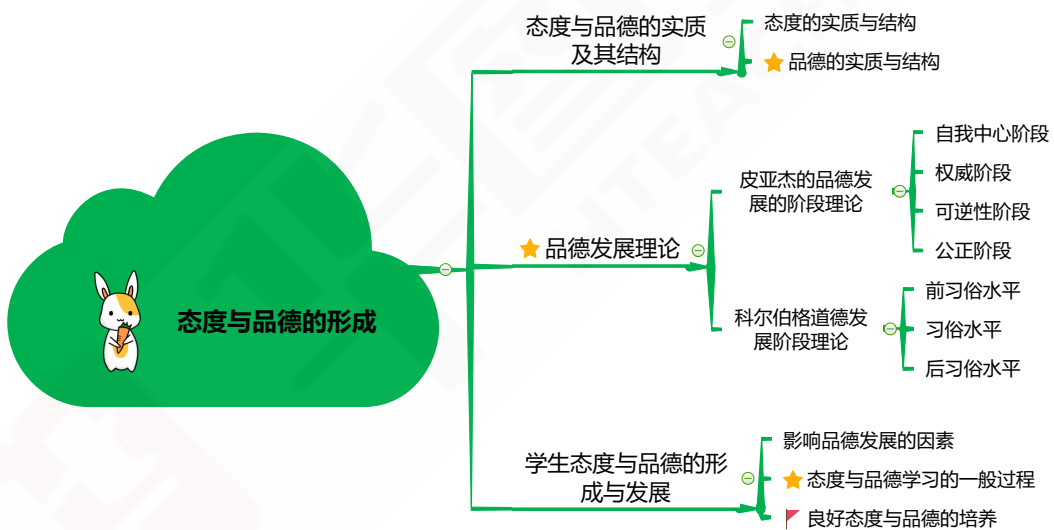 态度与品德的形成
态度与品德的实质
及其结构
态度的实质与结构
品德的实质与结构
品德发展理论
皮亚杰的品德发
展的阶段理论
自我中心阶段
权威阶段
可逆性阶段
公正阶段
科尔伯格道德发
展阶段理论
前习俗水平
习俗水平
后习俗水平
学生态度与品德的形
成与发展
影响品德发展的因素
态度与品德学习的一般过程
良好态度与品德的培养